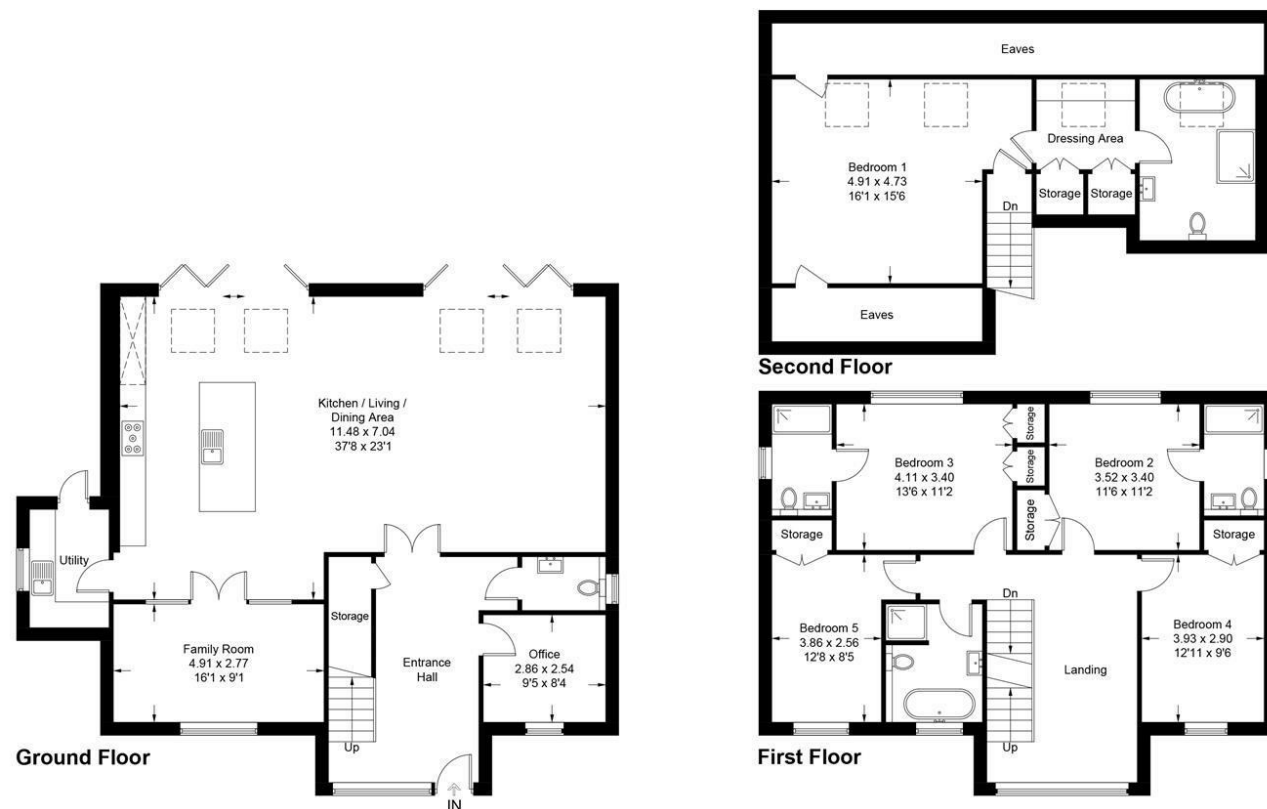 Eaves
Bedroom 1
4.91 x 4.73
16'1 x 15'6
Dressing Area
Storage
Storage
Dn
Eaves
Second Floor
Kitchen / Living /
Dining Area
11.48 x 7.04
37'8 x 23'1
Utility
Family Room
4.91 x 2.77
16'1 x 9'1
Storage
Entrance
Hall
Office
2.86 x 2.54
9'5 x 8'4
Up
IN
Ground Floor
Bedroom 3
4.11 x 3.40
13'6 x 11'2
Storage
Storage
Storage
Bedroom 2
3.52 x 3.40
11'6 x 11'2
Storage
Storage
Bedroom 5
3.86 x 2.56
12'8 x 8'5
Dn
Landing
Up
Bedroom 4
3.93 x 2.90
12'11 x 9'6
First Floor